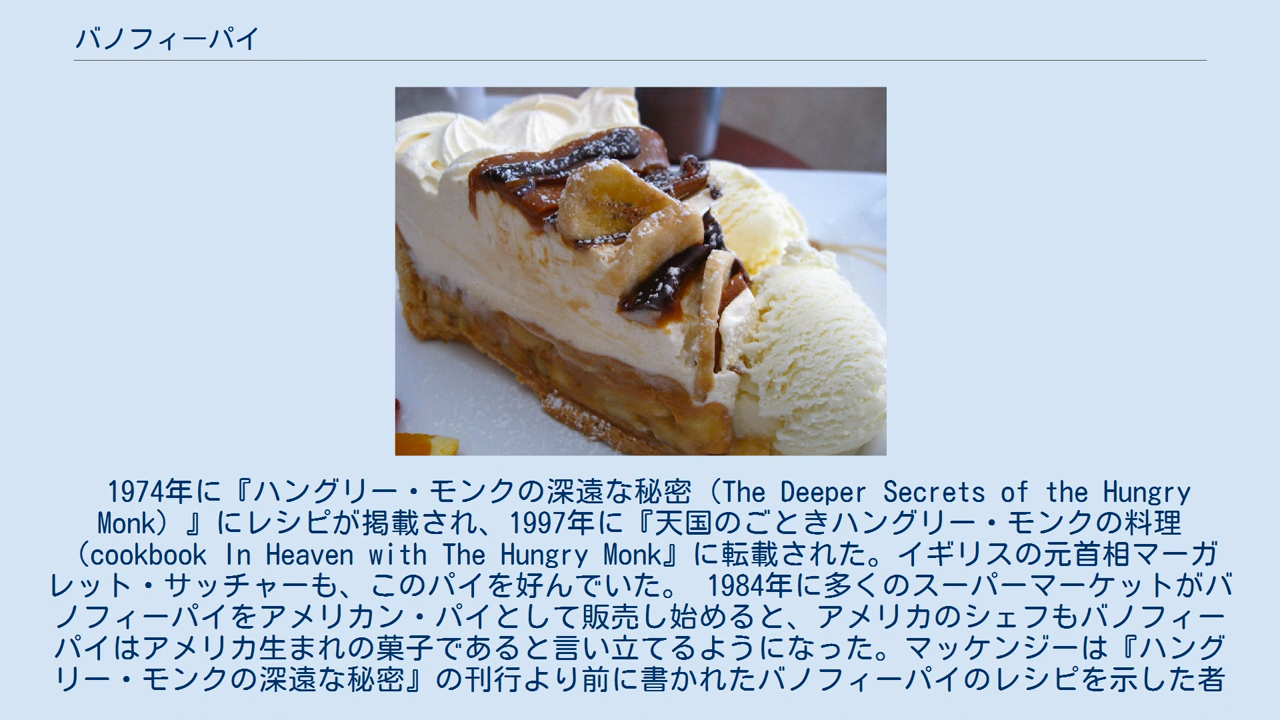 バノフィーパイ
1974年に『ハングリー・モンクの深遠な秘密（The Deeper Secrets of the Hungry
Monk）』にレシピが掲載され、1997年に『天国のごときハングリー・モンクの料理
（cookbook In Heaven with The Hungry Monk』に転載された。イギリスの元首相マーガ
レット・サッチャーも、このパイを好んでいた。 1984年に多くのスーパーマーケットがバ
ノフィーパイをアメリカン・パイとして販売し始めると、アメリカのシェフもバノフィー
パイはアメリカ生まれの菓子であると言い立てるようになった。マッケンジーは『ハング
リー・モンクの深遠な秘密』の刊行より前に書かれたバノフィーパイのレシピを示した者